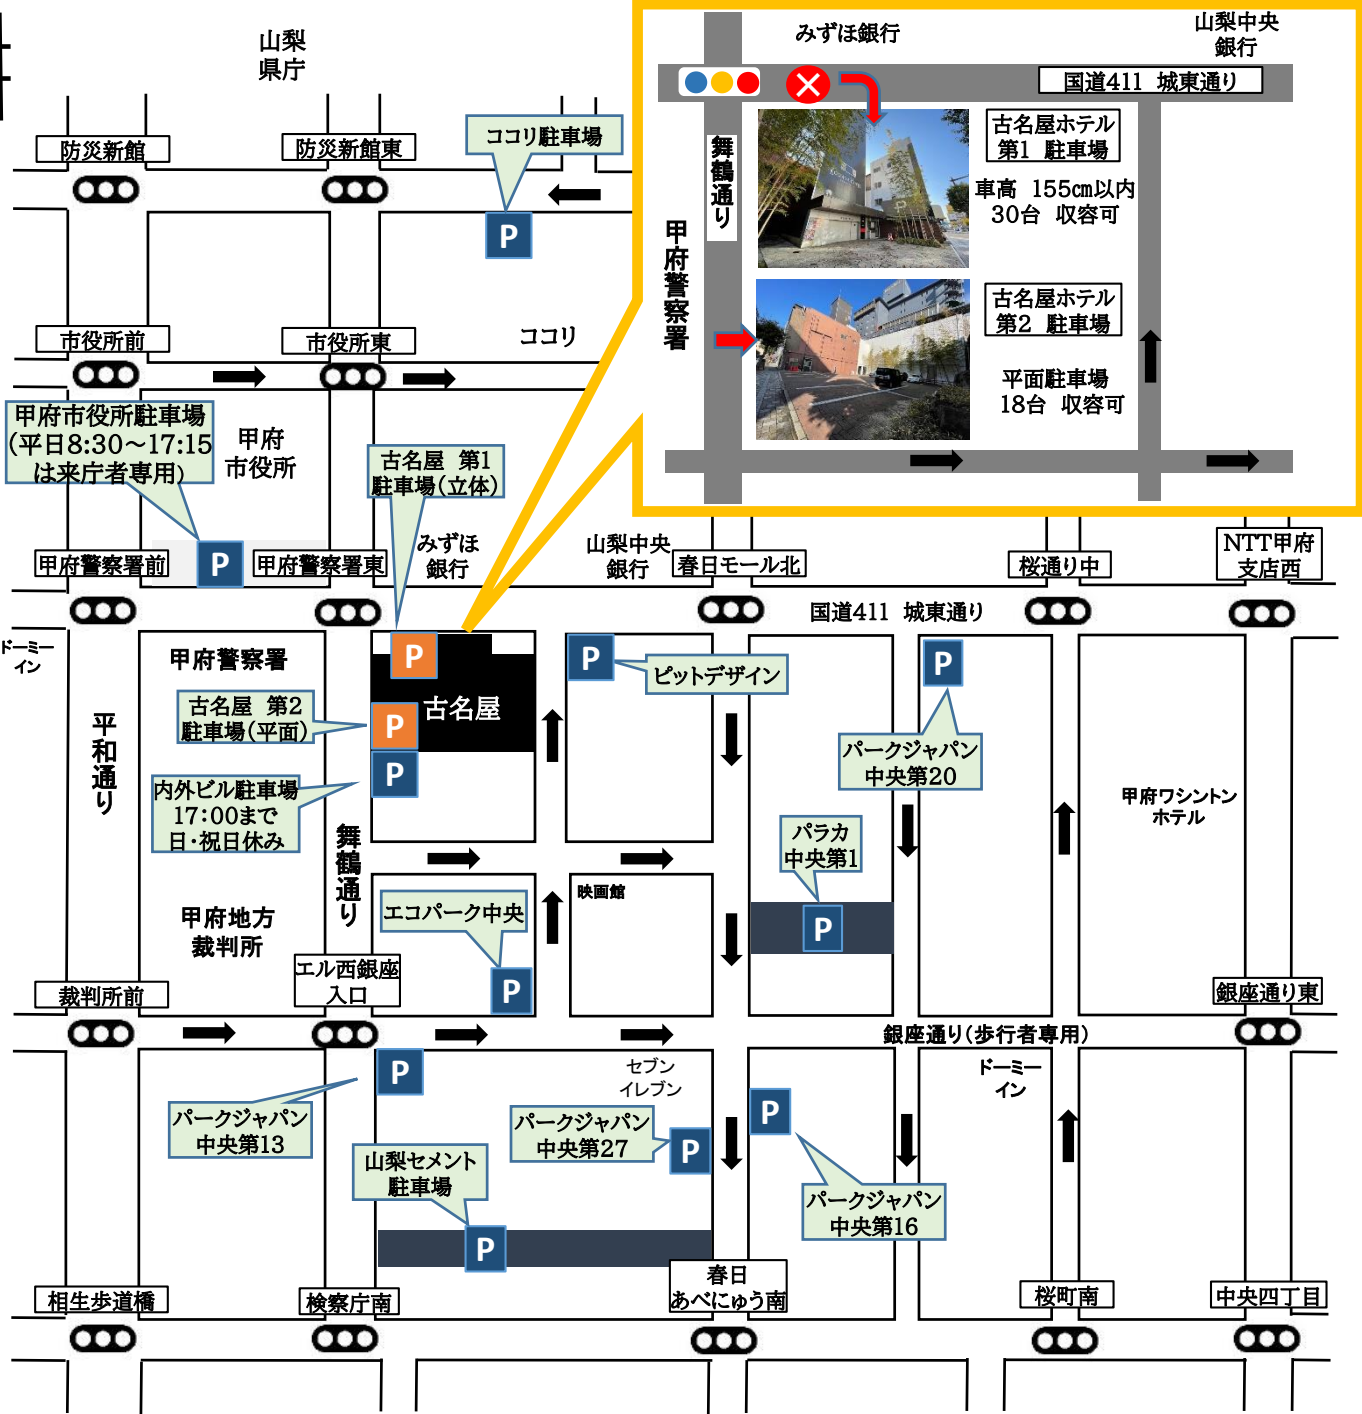 山梨
県庁
みずほ銀行
山梨中央
銀行
国道411 城東通り
防災新館
防災新館東
ココリ駐車場
P
舞鶴通り
古名屋ホテル
第1 駐車場
車高 155cm以内
30台 収容可
甲府警察署
古名屋ホテル
第2 駐車場
平面駐車場
18台 収容可
市役所前
市役所東
ココリ
甲府市役所駐車場
(平日8:30～17:15
は来庁者専用)
甲府
市役所
古名屋 第1
駐車場(立体)
甲府警察署前
P
甲府警察署東
みずほ
銀行
山梨中央
銀行
春日モール北
桜通り中
NTT甲府
支店西
国道411 城東通り
ドーミー
イン
甲府警察署
P
P
ピットデザイン
P
古名屋 第2
駐車場(平面)
P
古名屋
平和通り
パークジャパン
中央第20
内外ビル駐車場
17:00まで
日・祝日休み
P
甲府ワシントン
ホテル
舞鶴通り
パラカ
中央第1
P
映画館
エコパーク中央
P
甲府地方
裁判所
エル西銀座
入口
裁判所前
銀座通り東
銀座通り(歩行者専用)
P
セブン
イレブン
ドーミー
イン
パークジャパン
中央第13
パークジャパン
中央第27
P
P
山梨セメント
駐車場
P
パークジャパン
中央第16
相生歩道橋
検察庁南
春日
あべにゅう南
桜町南
中央四丁目